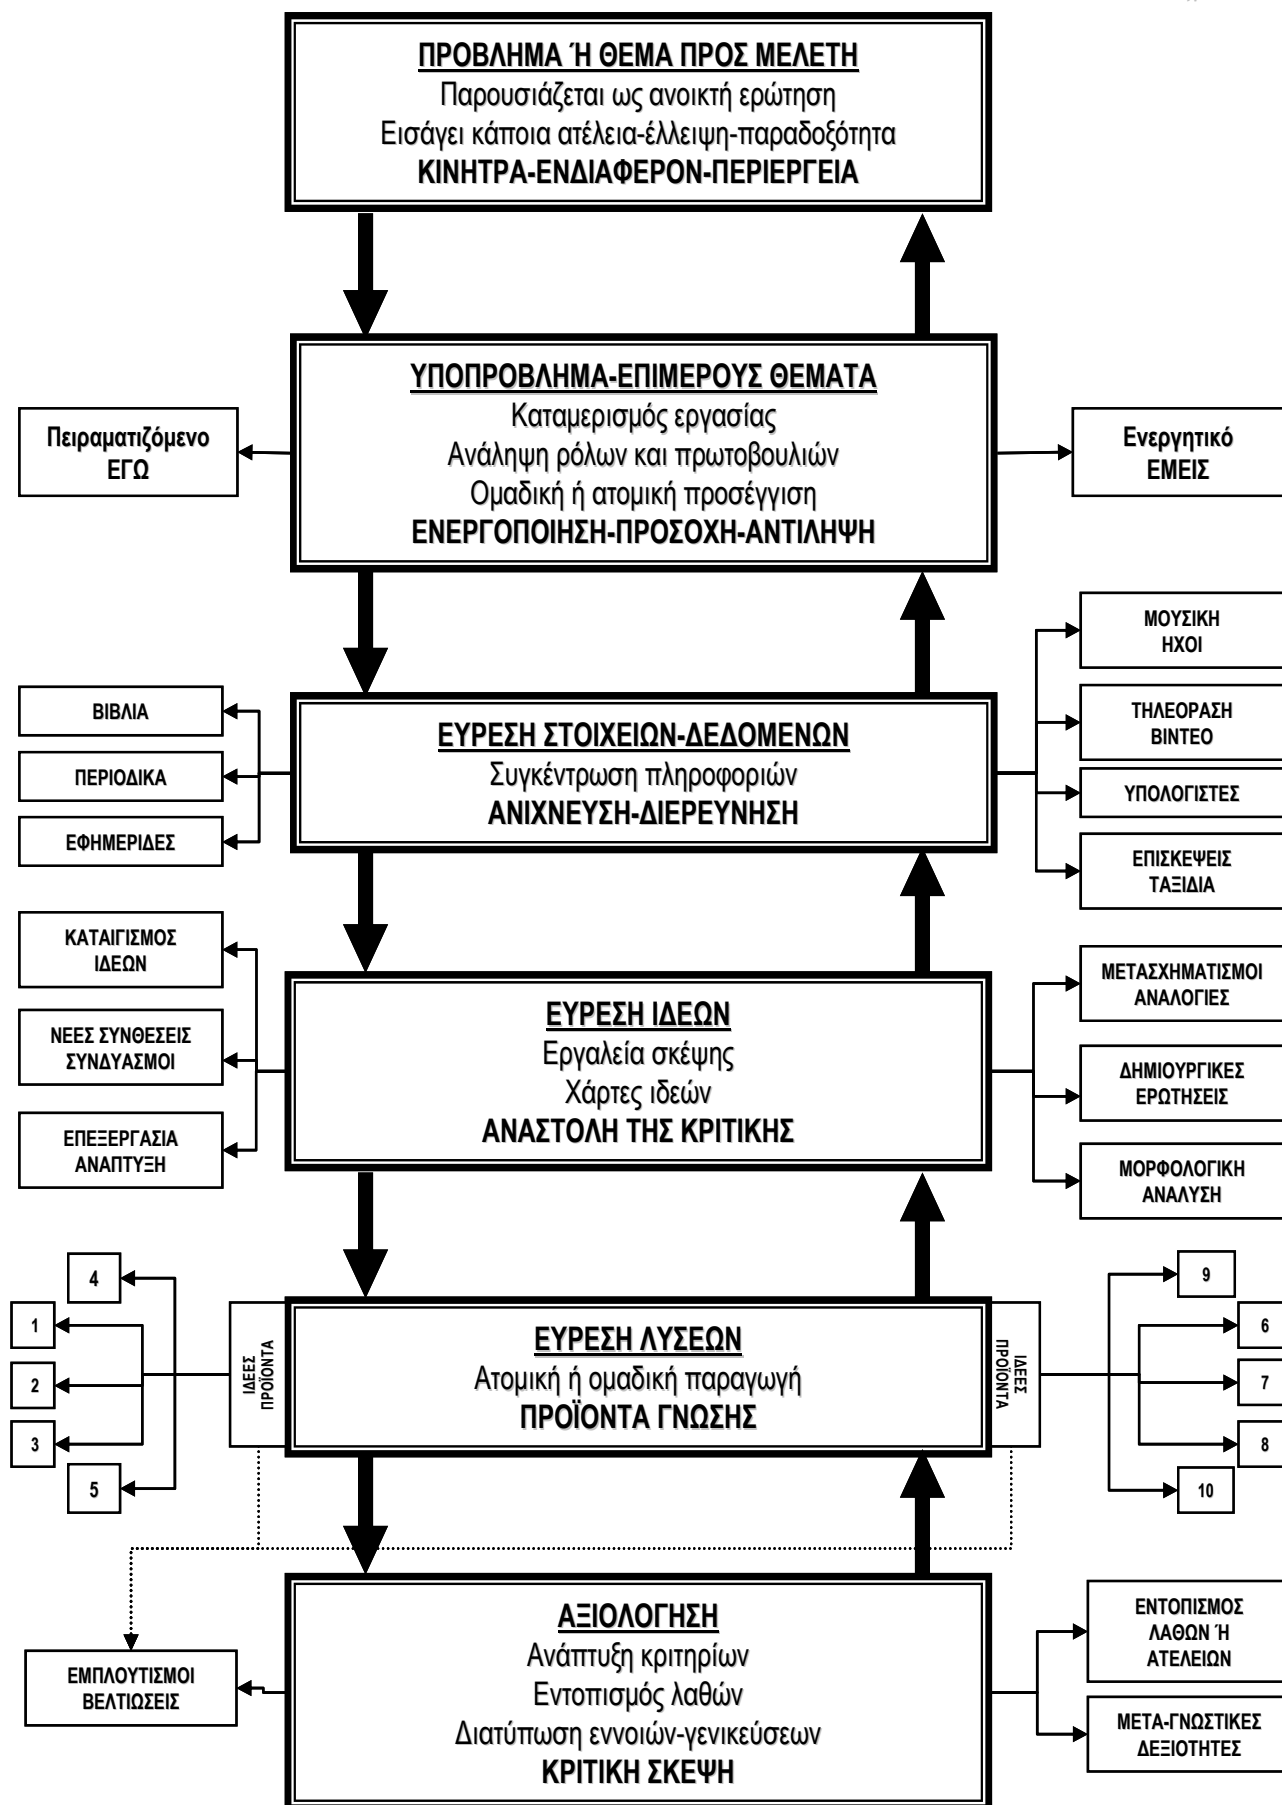 ΠΡΟΒΛΗΜΑ Ή ΘΕΜΑ ΠΡΟΣ ΜΕΛΕΤΗ
Παρουσιάζεται ως ανοικτή ερώτηση
Εισάγει κάποια ατέλεια-έλλειψη-παραδοξότητα
ΚΙΝΗΤΡΑ-ΕΝΔΙΑΦΕΡΟΝ-ΠΕΡΙΕΡΓΕΙΑ
ΥΠΟΠΡΟΒΛΗΜΑ-ΕΠΙΜΕΡΟΥΣ ΘΕΜΑΤΑ
Καταμερισμός εργασίας
Ανάληψη ρόλων και πρωτοβουλιών
Ομαδική ή ατομική προσέγγιση
ΕΝΕΡΓΟΠΟΙΗΣΗ-ΠΡΟΣΟΧΗ-ΑΝΤΙΛΗΨΗ
Πειραματιζόμενο
ΕΓΩ
Ενεργητικό
ΕΜΕΙΣ
ΕΥΡΕΣΗ ΣΤΟΙΧΕΙΩΝ-ΔΕΔΟΜΕΝΩΝ
Συγκέντρωση πληροφοριών
ΑΝΙΧΝΕΥΣΗ-ΔΙΕΡΕΥΝΗΣΗ
ΒΙΒΛΙΑ
ΠΕΡΙΟΔΙΚΑ
ΕΦΗΜΕΡΙΔΕΣ
ΜΟΥΣΙΚΗ
ΗΧΟΙ
ΤΗΛΕΟΡΑΣΗ
ΒΙΝΤΕΟ
ΥΠΟΛΟΓΙΣΤΕΣ
ΕΠΙΣΚΕΨΕΙΣ
ΤΑΞΙΔΙΑ
ΕΥΡΕΣΗ ΙΔΕΩΝ
Εργαλεία σκέψης
Χάρτες ιδεών
ΑΝΑΣΤΟΛΗ ΤΗΣ ΚΡΙΤΙΚΗΣ
ΚΑΤΑΙΓΙΣΜΟΣ
ΙΔΕΩΝ
ΝΕΕΣ ΣΥΝΘΕΣΕΙΣ
ΣΥΝΔΥΑΣΜΟΙ
ΕΠΕΞΕΡΓΑΣΙΑ
ΑΝΑΠΤΥΞΗ
ΜΕΤΑΣΧΗΜΑΤΙΣΜΟΙ
ΑΝΑΛΟΓΙΕΣ
ΔΗΜΙΟΥΡΓΙΚΕΣ
ΕΡΩΤΗΣΕΙΣ
ΜΟΡΦΟΛΟΓΙΚΗ
ΑΝΑΛΥΣΗ
ΕΥΡΕΣΗ ΛΥΣΕΩΝ
Ατομική ή ομαδική παραγωγή
ΠΡΟΪΟΝΤΑ ΓΝΩΣΗΣ
ΙΔΕΕΣ
ΠΡΟΪΟΝΤΑ
4
1
2
3
5
ΙΔΕΕΣ
ΠΡΟΪΟΝΤΑ
9
6
7
8
10
ΑΞΙΟΛΟΓΗΣΗ
Ανάπτυξη κριτηρίων
Εντοπισμός λαθών
Διατύπωση εννοιών-γενικεύσεων
ΚΡΙΤΙΚΗ ΣΚΕΨΗ
ΕΜΠΛΟΥΤΙΣΜΟΙ
ΒΕΛΤΙΩΣΕΙΣ
ΕΝΤΟΠΙΣΜΟΣ
ΛΑΘΩΝ Ή
ΑΤΕΛΕΙΩΝ
ΜΕΤΑ-ΓΝΩΣΤΙΚΕΣ
ΔΕΞΙΟΤΗΤΕΣ